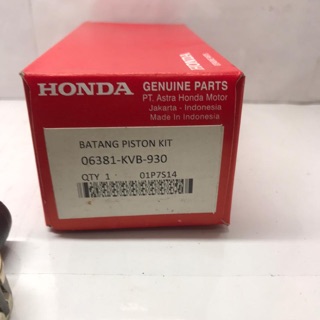 HONDA
GENUINE PARTS
PT. Astra Honda Motor
Jakarta - Indonesia
Made in Indonesia
BATANG PISTON KIT
06381-KVB-930
QTY 1 01P7514